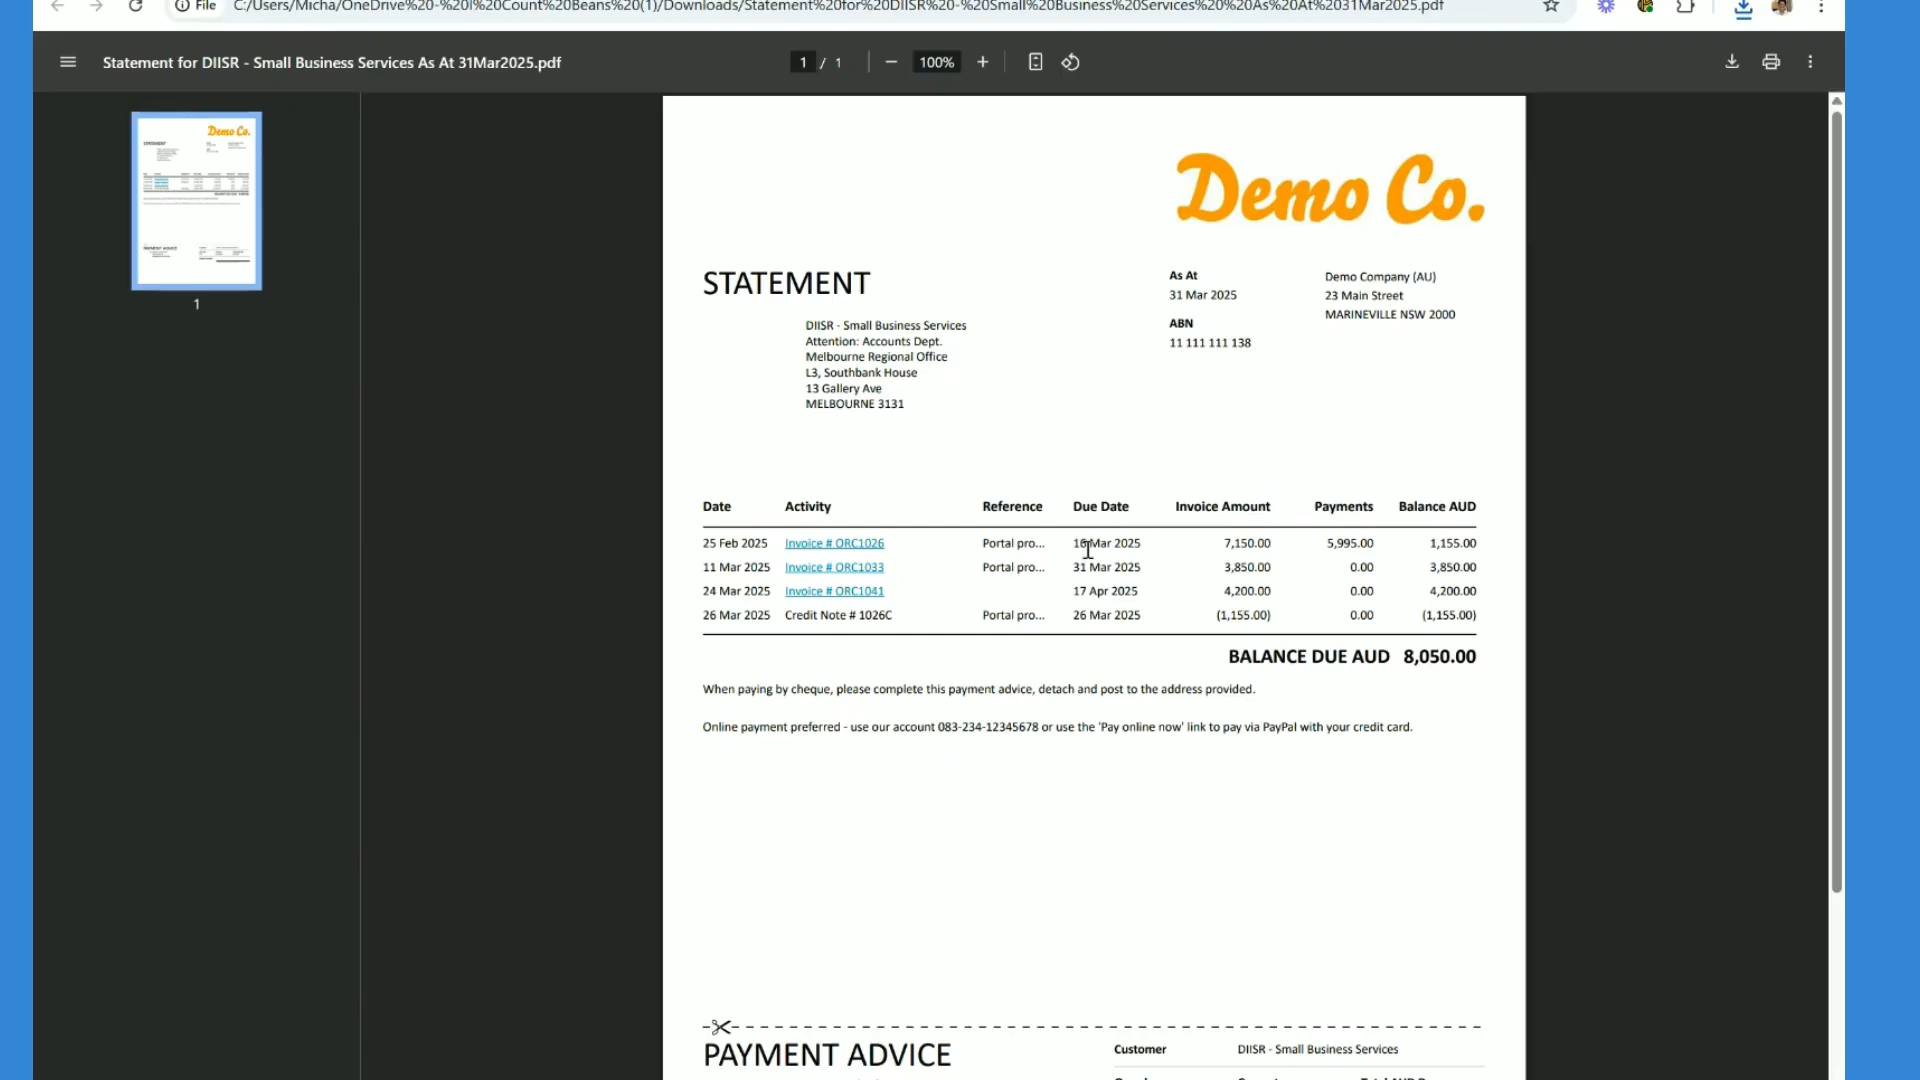 File C:/Users/Micha/OneDrive%20-%20I%20Count%20Beans%20(1)/Downloads/Statement%20for%20DIISR%20-%20Small%20Business%20Services%20%20As%20At%2031Mar2025.pdf
Statement for DIISR - Small Business Services As At 31Mar2025.pdf
1 / 1
100%
1
Demo Co.
STATEMENT
DIISR - Small Business Services
Attention: Accounts Dept.
Melbourne Regional Office
L3, Southbank House
13 Gallery Ave
MELBOURNE 3131
As At
31 Mar 2025
ABN
11 111 111 138
Demo Company (AU)
23 Main Street
MARINEVILLE NSW 2000
Date Activity Reference Due Date Invoice Amount Payments Balance AUD
25 Feb 2025 Invoice # ORC1026 Portal pro... 16 Mar 2025 7,150.00 5,995.00 1,155.00
11 Mar 2025 Invoice # ORC1033 Portal pro... 31 Mar 2025 3,850.00 0.00 3,850.00
24 Mar 2025 Invoice # ORC1041 17 Apr 2025 4,200.00 0.00 4,200.00
26 Mar 2025 Credit Note # 1026C Portal pro... 26 Mar 2025 (1,155.00) 0.00 (1,155.00)
BALANCE DUE AUD 8,050.00
When paying by cheque, please complete this payment advice, detach and post to the address provided.
Online payment preferred - use our account 083-234-12345678 or use the 'Pay online now' link to pay via PayPal with your credit card.
PAYMENT ADVICE
Customer DIISR - Small Business Services